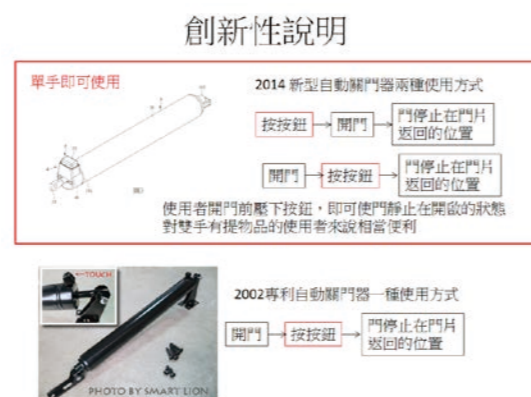 創新性說明
單手即可使用
2014 新型自動關門器兩種使用方式
按按鈕 開門 門停止在門片
返回的位置
開門 按按鈕 門停止在門片
返回的位置
使用者開門前壓下按鈕，即可使門靜止在開啟的狀態
對雙手有提物品的使用者來說相當便利
←TOUCH
2002專利自動關門器一種使用方式
開門 按按鈕 門停止在門片
返回的位置
PHOTO BY SMART LION